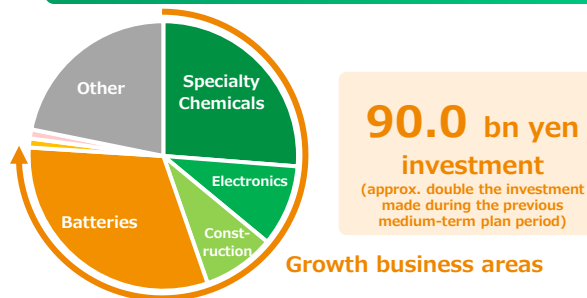 Other
Specialty
Chemicals
Electronics
Const-
ruction
Batteries
90.0 bn yen
investment
(approx. double the investment
made during the previous
medium-term plan period)
Growth business areas